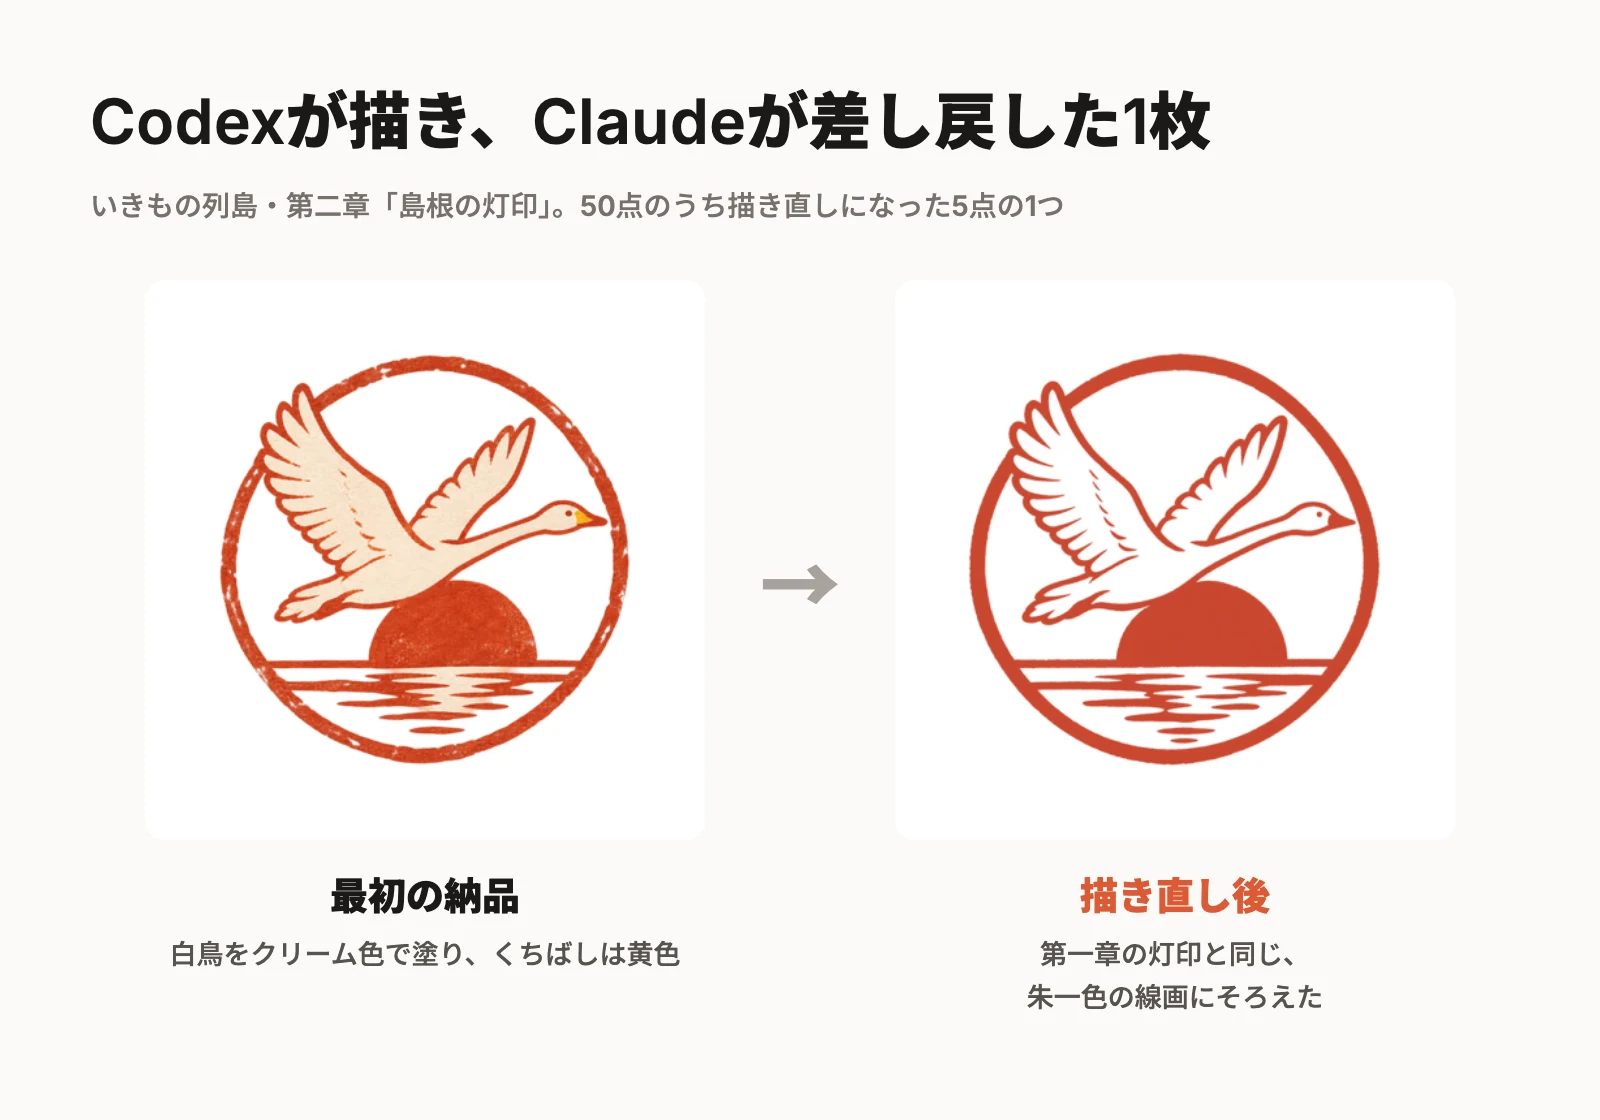 Codexが描き、Claudeが差し戻した1枚
いきもの列島・第二章「島根の灯印」。50点のうち描き直しになった5点の1つ
→
最初の納品
白鳥をクリーム色で塗り、くちばしは黄色
描き直し後
第一章の灯印と同じ、
朱一色の線画にそろえた